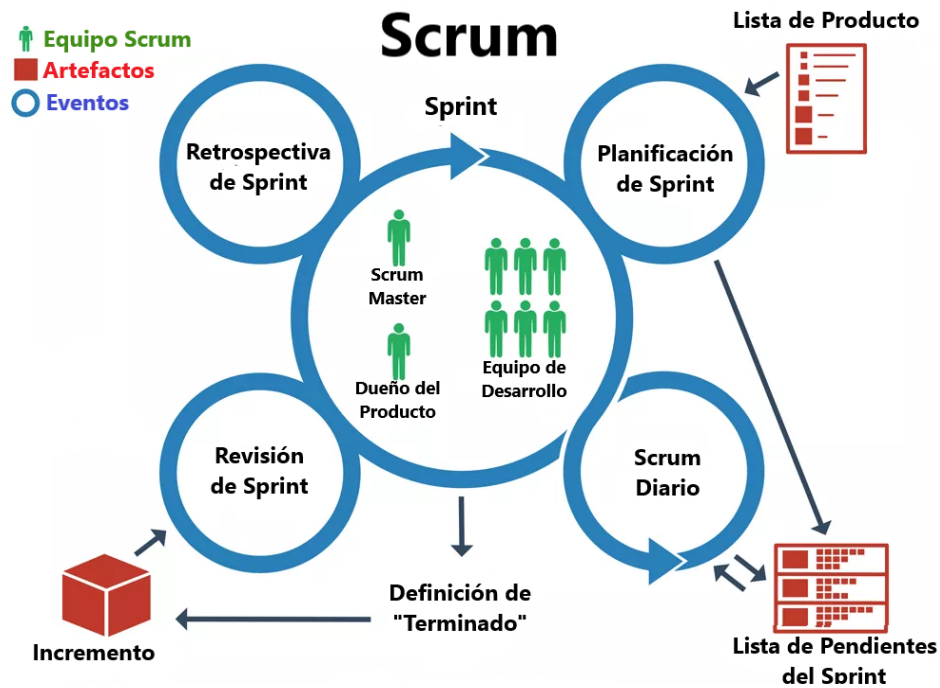 Scrum
Equipo Scrum
Artefactos
Eventos
Lista de Producto
Sprint
Retrospectiva
de Sprint
Planificación
de Sprint
Scrum
Master
Dueño del
Producto
Equipo de
Desarrollo
Revisión
de Sprint
Scrum
Diario
Definición de
"Terminado"
Incremento
Lista de Pendientes
del Sprint